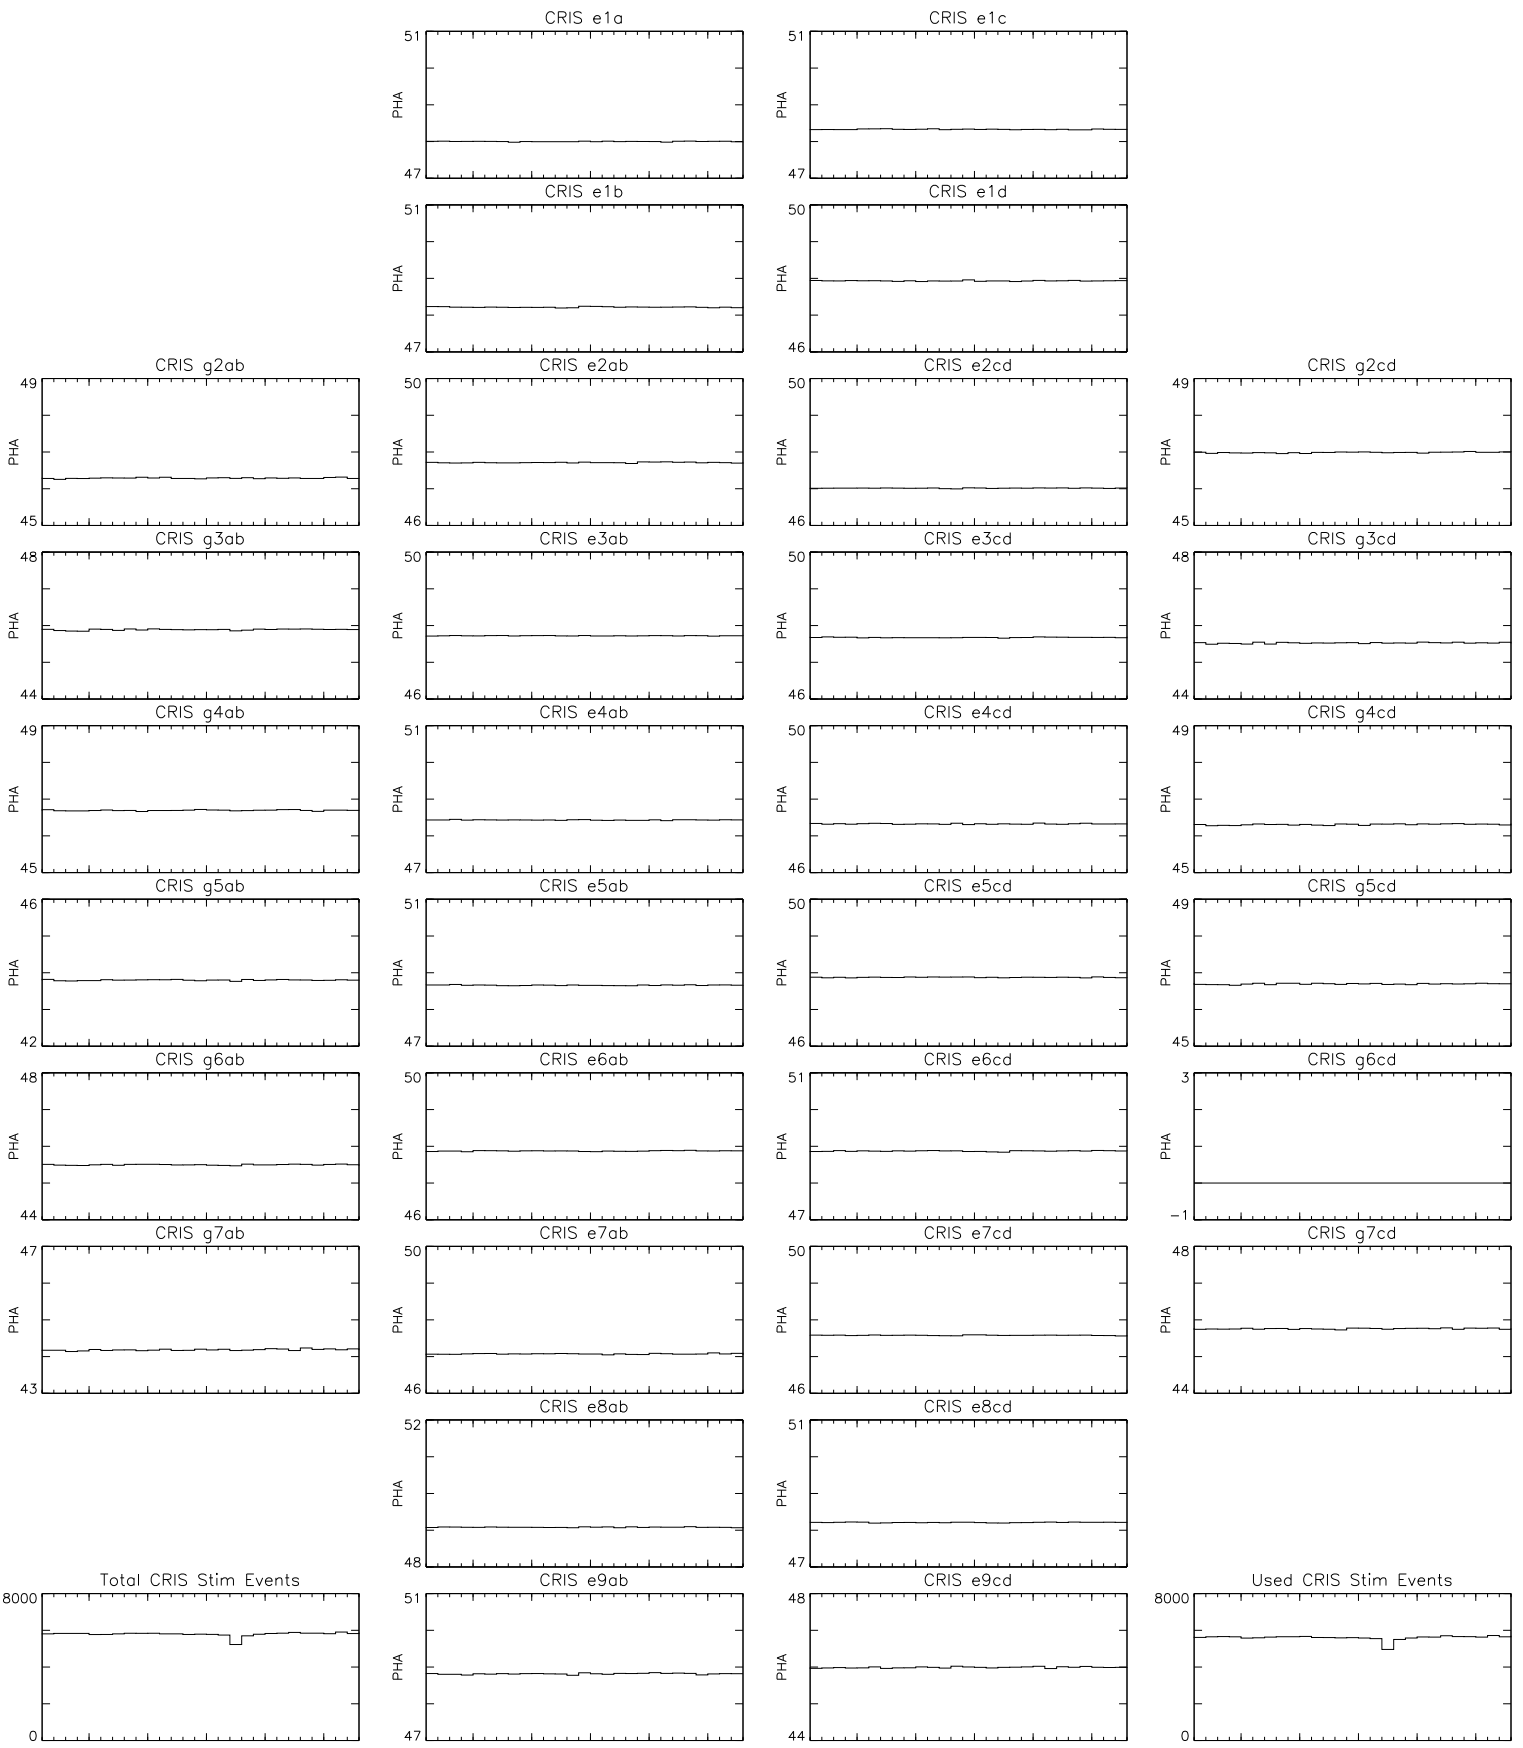 CRIS e1a
CRIS e1c
51
PHA
47
51
PHA
47
CRIS e1b
CRIS e1d
51
PHA
47
50
PHA
46
CRIS g2ab
CRIS e2ab
CRIS e2cd
CRIS g2cd
49
PHA
45
50
PHA
46
50
PHA
46
49
PHA
45
CRIS g3ab
CRIS e3ab
CRIS e3cd
CRIS g3cd
48
PHA
44
50
PHA
46
50
PHA
46
48
PHA
44
CRIS g4ab
CRIS e4ab
CRIS e4cd
CRIS g4cd
49
PHA
45
51
PHA
47
50
PHA
46
49
PHA
45
CRIS g5ab
CRIS e5ab
CRIS e5cd
CRIS g5cd
46
PHA
42
51
PHA
47
50
PHA
46
49
PHA
45
CRIS g6ab
CRIS e6ab
CRIS e6cd
CRIS g6cd
48
PHA
44
50
PHA
46
51
PHA
47
3
PHA
-1
CRIS g7ab
CRIS e7ab
CRIS e7cd
CRIS g7cd
47
PHA
43
50
PHA
46
50
PHA
46
48
PHA
44
CRIS e8ab
CRIS e8cd
52
PHA
48
51
PHA
47
Total CRIS Stim Events
CRIS e9ab
CRIS e9cd
Used CRIS Stim Events
8000
0
51
PHA
47
48
PHA
44
8000
0